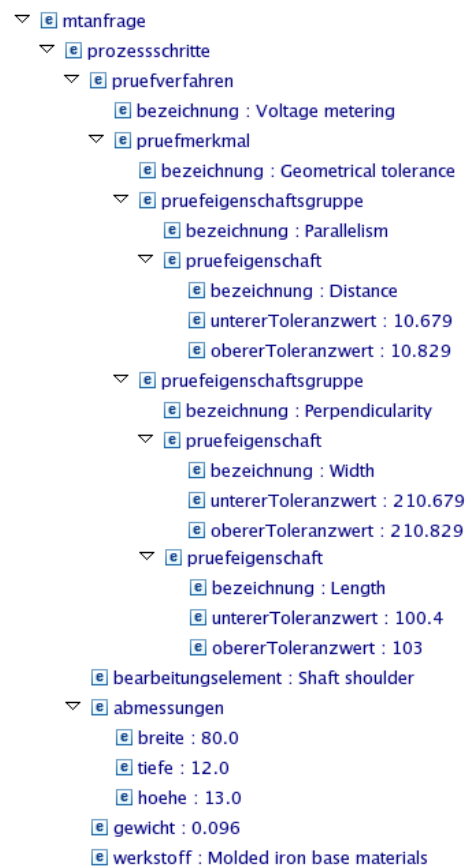 mtanfrage
prozessschritte
pruefverfahren
bezeichnung : Voltage metering
pruefmerkmal
bezeichnung : Geometrical tolerance
pruefeigenschaftsgruppe
bezeichnung : Parallelism
pruefeigenschaft
bezeichnung : Distance
untererToleranzwert : 10.679
obererToleranzwert : 10.829
pruefeigenschaftsgruppe
bezeichnung : Perpendicularity
pruefeigenschaft
bezeichnung : Width
untererToleranzwert : 210.679
obererToleranzwert : 210.829
pruefeigenschaft
bezeichnung : Length
untererToleranzwert : 100.4
obererToleranzwert : 103
bearbeitungselement : Shaft shoulder
abmessungen
breite : 80.0
tiefe : 12.0
hoehe : 13.0
gewicht : 0.096
werkstoff : Molded iron base materials